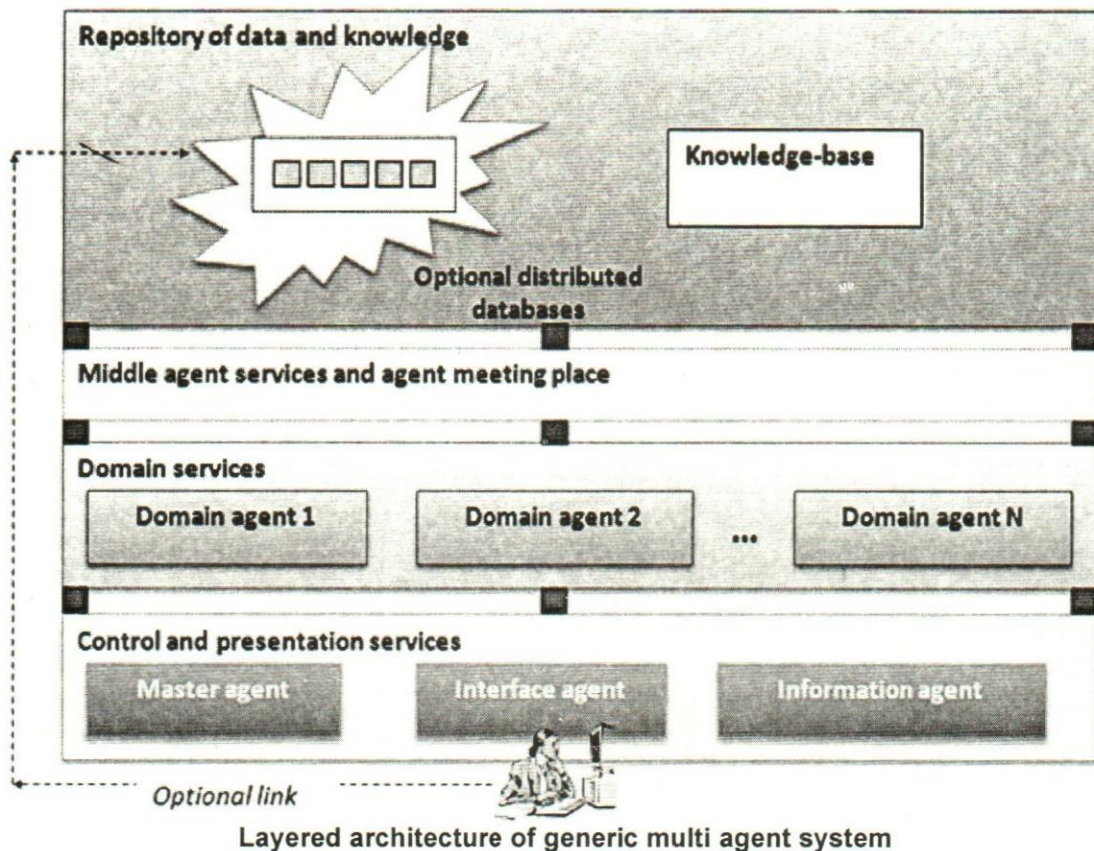 Repository of data and knowledge
Knowledge-base
Optional distributed
databases
Middle agent services and agent meeting place
Domain services
Domain agent 1
Domain agent 2
...
Domain agent N
Control and presentation services
Master agent
Interface agent
Information agent
Optional link
Layered architecture of generic multi agent system